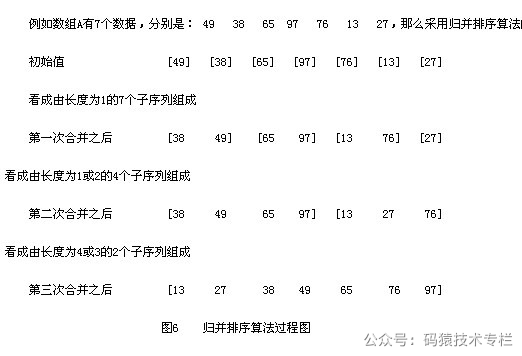 例如数组A有7个数据，分别是： 49 38 65 97 76 13 27，那么采用归并排序算法
初始值 [49] [38] [65] [97] [76] [13] [27]
看成由长度为1的7个子序列组成
第一次合并之后 [38 49] [65 97] [13 76] [27]
看成由长度为1或2的4个子序列组成
第二次合并之后 [38 49 65 97] [13 27 76]
看成由长度为4或3的2个子序列组成
第三次合并之后 [13 27 38 49 65 76 97]
图6 归并排序算法过程图
公众号：码猿技术专栏